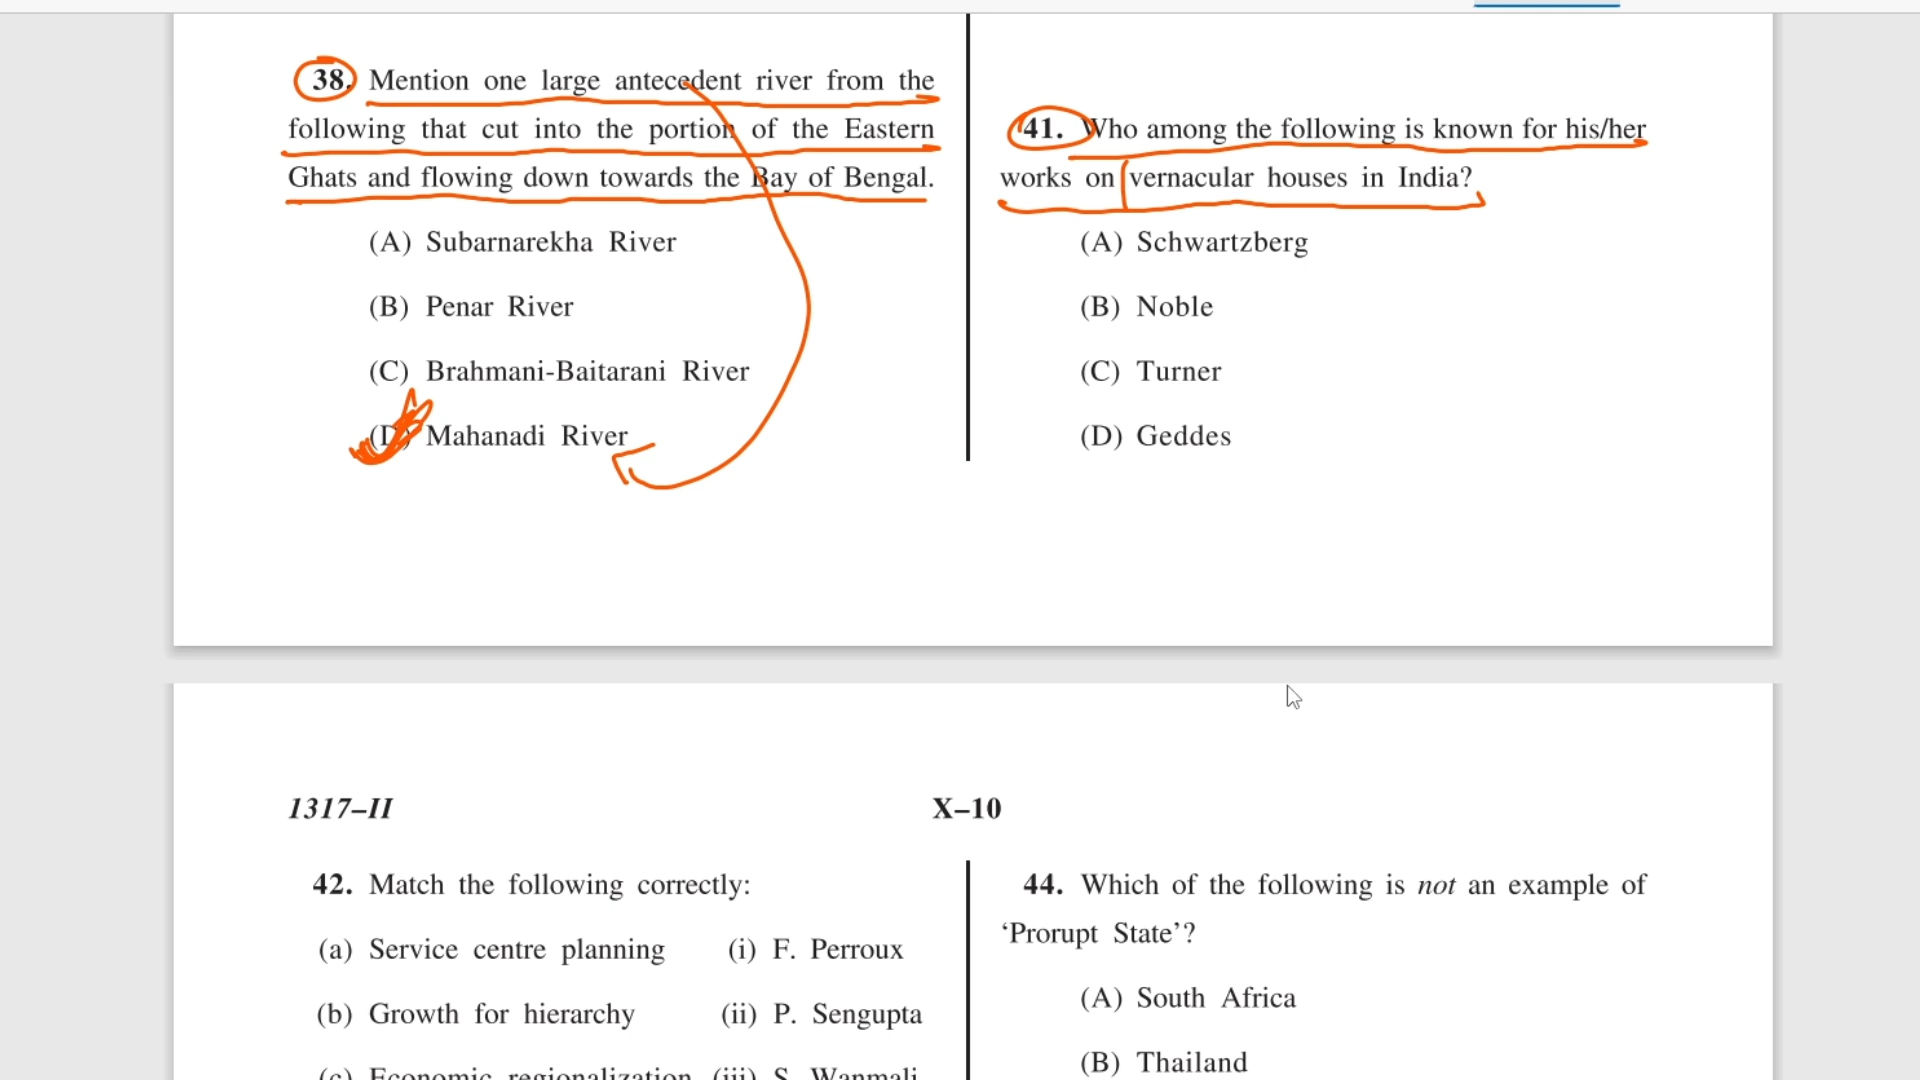 38. Mention one large antecedent river from the
following that cut into the portion of the Eastern
Ghats and flowing down towards the Bay of Bengal.
(A) Subarnarekha River
(B) Penar River
(C) Brahmani-Baitarani River
(D) Mahanadi River
41. Who among the following is known for his/her
works on vernacular houses in India?
(A) Schwartzberg
(B) Noble
(C) Turner
(D) Geddes
1317–II
X–10
42. Match the following correctly:
(a) Service centre planning (i) F. Perroux
(b) Growth for hierarchy (ii) P. Sengupta
(c) Economic regionalization (iii) S. Wanmali
44. Which of the following is not an example of
‘Prorupt State’?
(A) South Africa
(B) Thailand